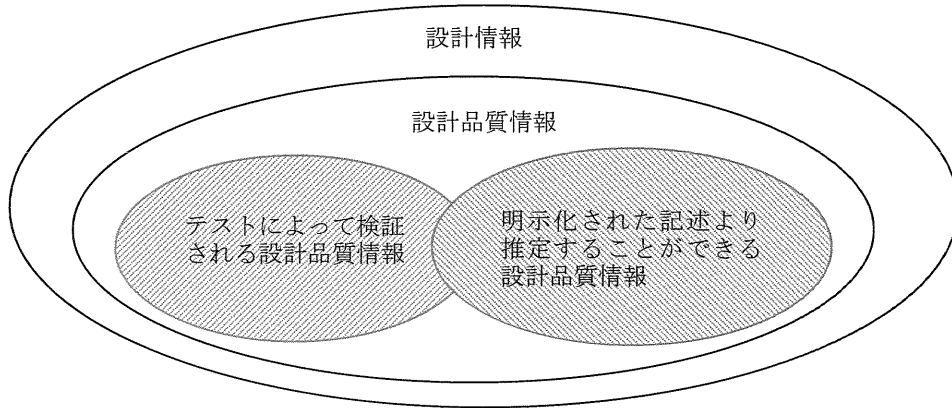 設計情報
設計品質情報
テストによって検証
される設計品質情報
明示化された記述より
推定することができる
設計品質情報